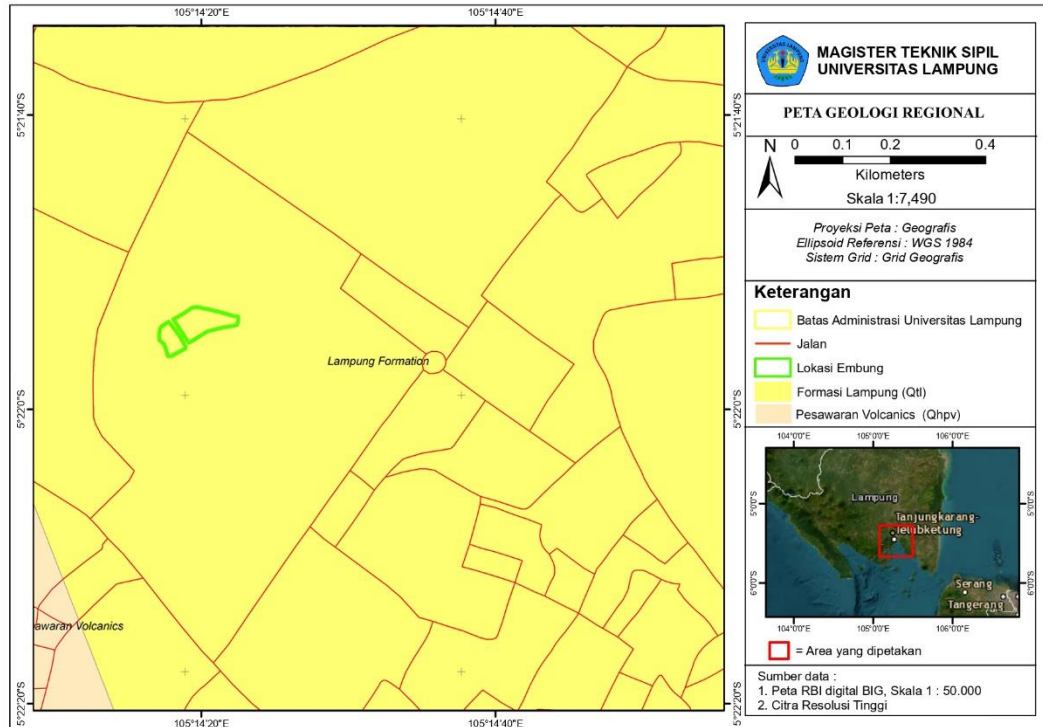 105°14'20"E
105°14'40"E
5°21'40"S
5°21'40"S
5°22'0"S
5°22'0"S
5°22'20"S
5°22'20"S
105°14'20"E
105°14'40"E
Lampung Formation
awaran Volcanics
MAGISTER TEKNIK SIPIL
UNIVERSITAS LAMPUNG
PETA GEOLOGI REGIONAL
N
0 0.1 0.2 0.4
Kilometers
Skala 1:7,490
Proyeksi Peta : Geografis
Ellipsoid Referensi : WGS 1984
Sistem Grid : Grid Geografis
Keterangan
Batas Administrasi Universitas Lampung
Jalan
Lokasi Embung
Formasi Lampung (Qtl)
Pesawaran Volcanics (Qhpv)
104°0'0"E 105°0'0"E 106°0'0"E
5°0'0"S
5°0'0"S
6°0'0"S
6°0'0"S
Lampung
Tanjungkarang-
Telubketung
Serang
Tangerang
104°0'0"E 105°0'0"E 106°0'0"E
= Area yang dipetakan
Sumber data :
1. Peta RBI digital BIG, Skala 1 : 50.000
2. Citra Resolusi Tinggi